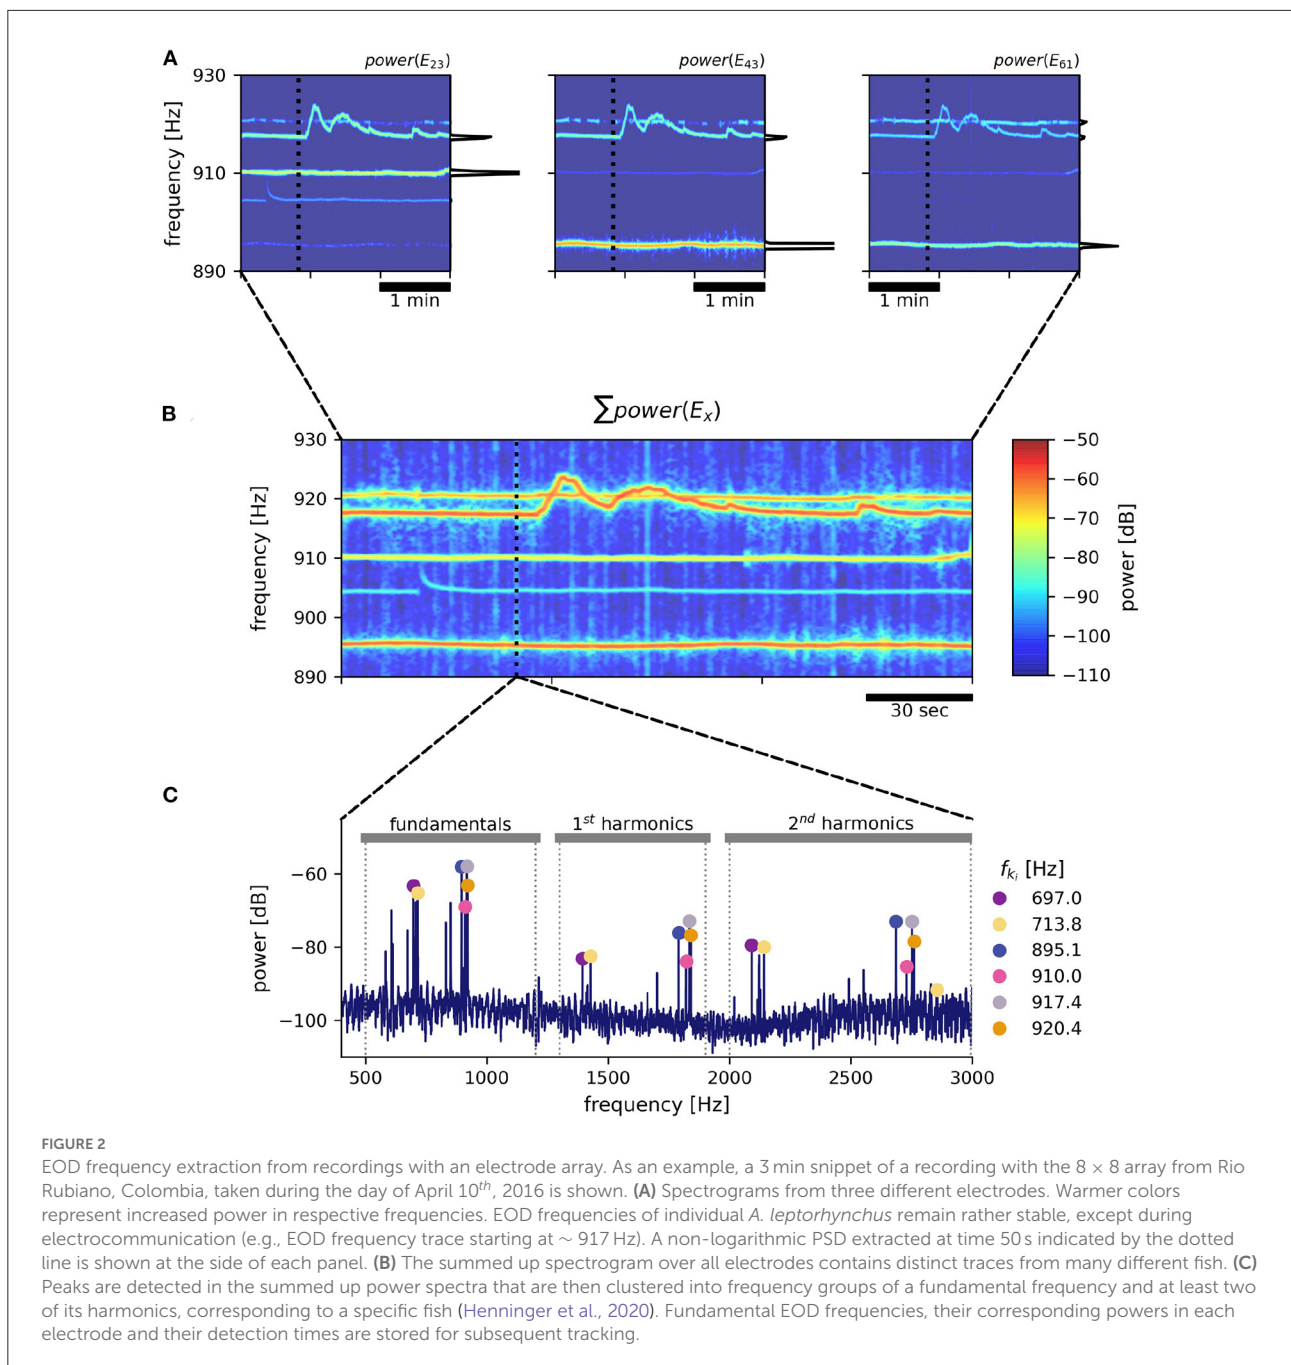 A
power(E23)
power(E43)
power(E61)
930
920
910
900
890
frequency [Hz]
1 min
1 min
1 min
B
∑power(Ex)
930
920
910
900
890
frequency [Hz]
30 sec
−50
−60
−70
−80
−90
−100
−110
power [dB]
C
fundamentals
1st harmonics
2nd harmonics
−60
−80
−100
power [dB]
500
1000
1500
2000
2500
3000
frequency [Hz]
fki [Hz]
697.0
713.8
895.1
910.0
917.4
920.4
FIGURE 2
EOD frequency extraction from recordings with an electrode array. As an example, a 3 min snippet of a recording with the 8 × 8 array from Rio
Rubiano, Colombia, taken during the day of April 10th, 2016 is shown. (A) Spectrograms from three different electrodes. Warmer colors
represent increased power in respective frequencies. EOD frequencies of individual A. leptorhynchus remain rather stable, except during
electrocommunication (e.g., EOD frequency trace starting at ∼ 917 Hz). A non-logarithmic PSD extracted at time 50 s indicated by the dotted
line is shown at the side of each panel. (B) The summed up spectrogram over all electrodes contains distinct traces from many different fish. (C)
Peaks are detected in the summed up power spectra that are then clustered into frequency groups of a fundamental frequency and at least two
of its harmonics, corresponding to a specific fish (Henninger et al., 2020). Fundamental EOD frequencies, their corresponding powers in each
electrode and their detection times are stored for subsequent tracking.